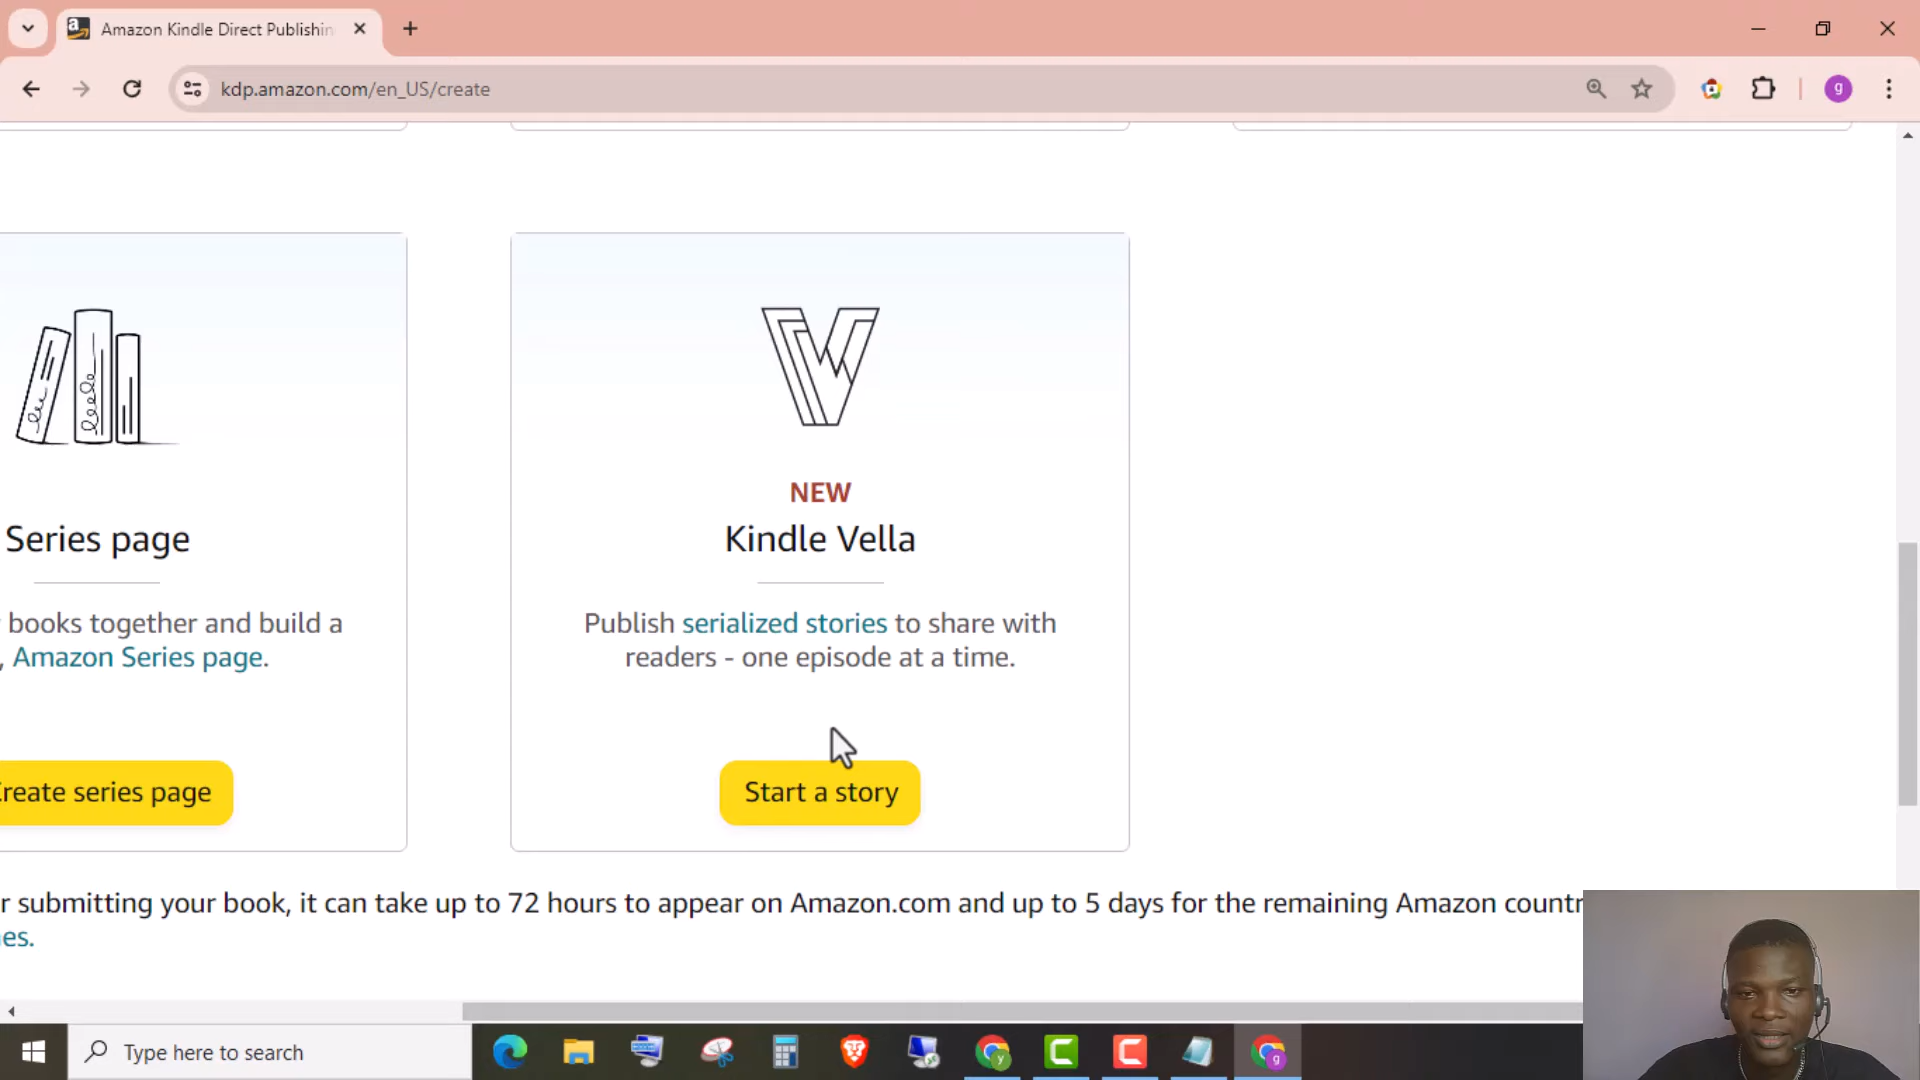 Amazon Kindle Direct Publishin
kdp.amazon.com/en_US/create
g
Series page
books together and build a
, Amazon Series page.
Create series page
NEW
Kindle Vella
Publish serialized stories to share with
readers - one episode at a time.
Start a story
r submitting your book, it can take up to 72 hours to appear on Amazon.com and up to 5 days for the remaining Amazon countr
es.
Type here to search